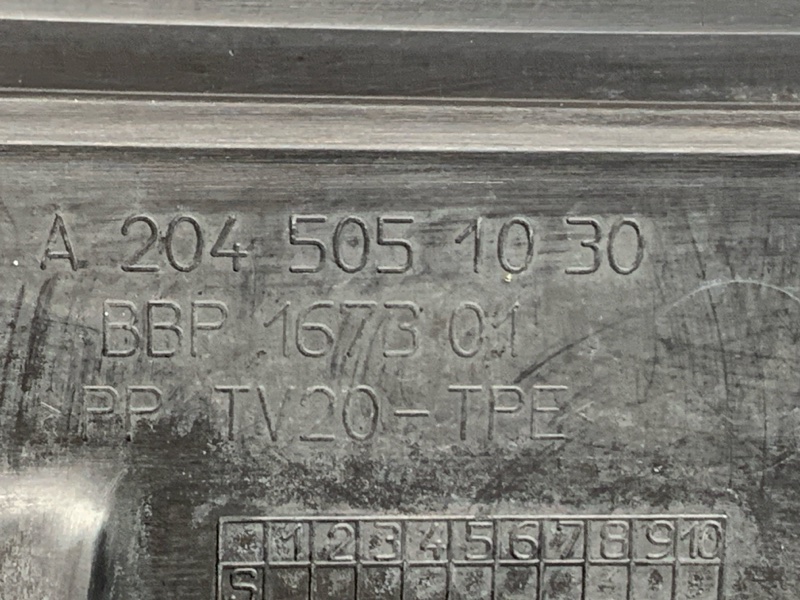 A 204 505 10 30
BBP 1673 01
>PP TV20-TPE<
1 2 3 4 5 6 7 8 9 10
S